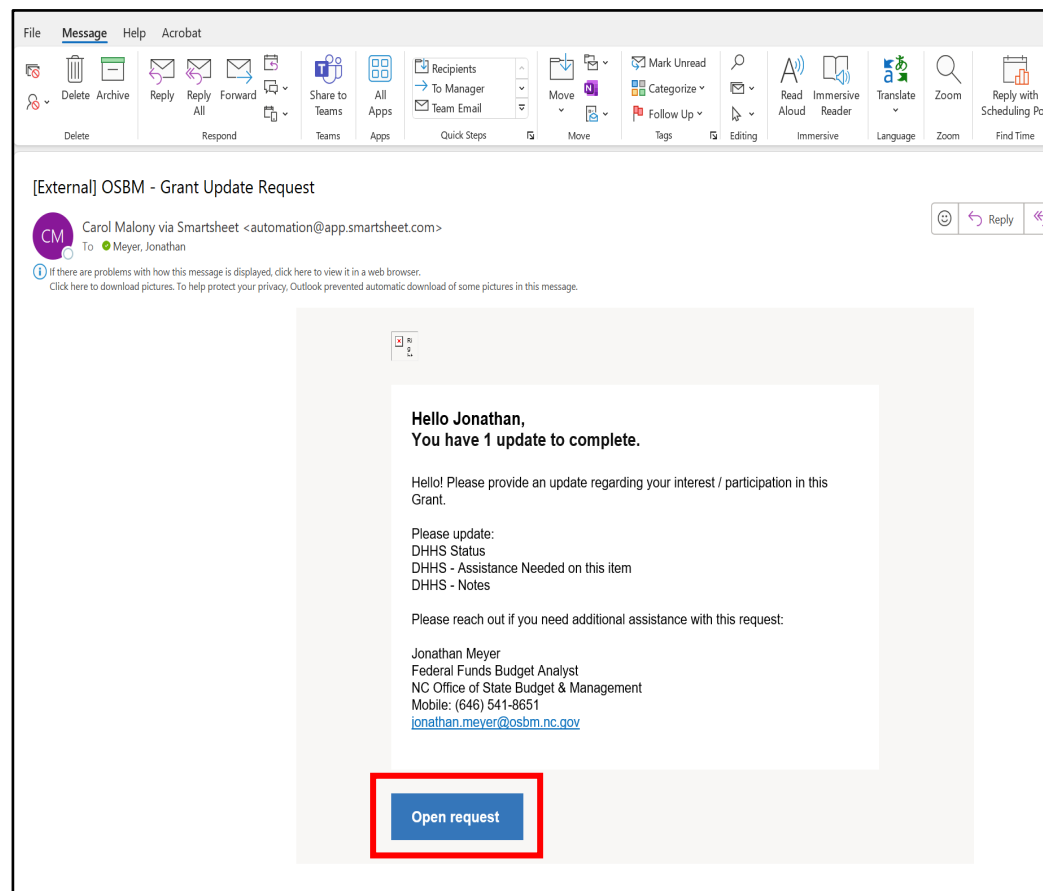 File Message Help Acrobat
Delete Archive Reply Reply All Forward Share to Teams All Apps Recipients To Manager Team Email Move Mark Unread Categorize Follow Up Read Aloud Immersive Reader Translate Zoom Reply with Scheduling Po
Delete Respond Teams Apps Quick Steps Move Tags Editing Immersive Language Zoom Find Time
[External] OSBM - Grant Update Request
CM
Carol Malony via Smartsheet <automation@app.smartsheet.com>
To Meyer, Jonathan
Reply
If there are problems with how this message is displayed, click here to view it in a web browser.
Click here to download pictures. To help protect your privacy, Outlook prevented automatic download of some pictures in this message.
Hello Jonathan,
You have 1 update to complete.
Hello! Please provide an update regarding your interest / participation in this
Grant.
Please update:
DHHS Status
DHHS - Assistance Needed on this item
DHHS - Notes
Please reach out if you need additional assistance with this request:
Jonathan Meyer
Federal Funds Budget Analyst
NC Office of State Budget & Management
Mobile: (646) 541-8651
jonathan.meyer@osbm.nc.gov
Open request